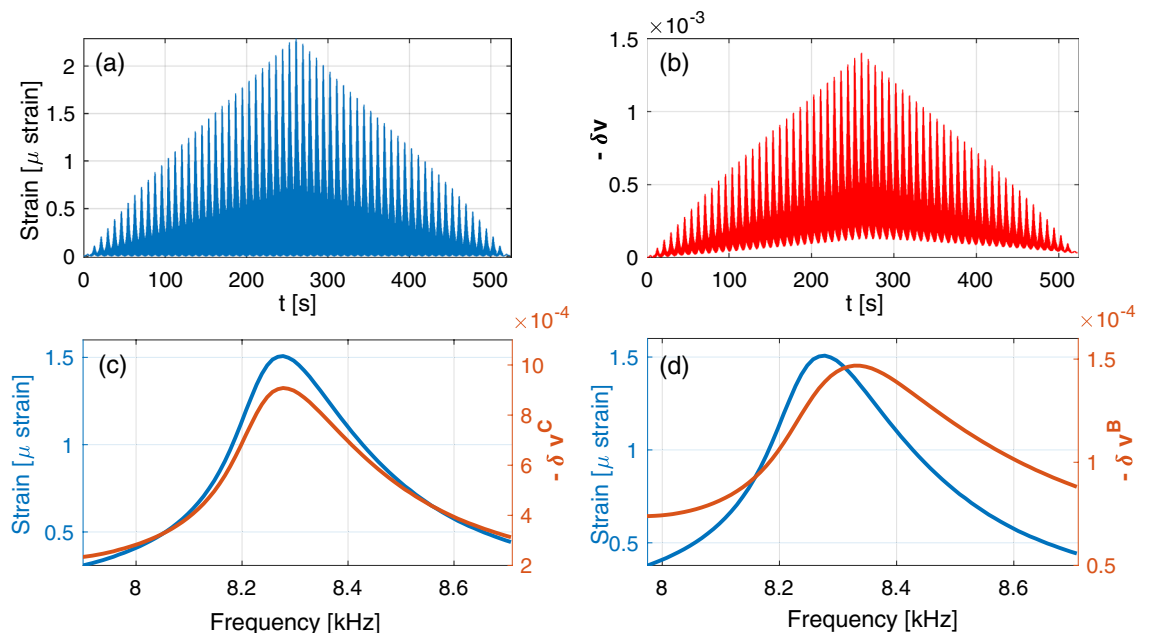 (a)
Strain [μ strain]
2
1.5
1
0.5
0
0 100 200 300 400 500
t [s]
×10⁻³
(b)
- δv
1.5
1
0.5
0
0 100 200 300 400 500
t [s]
(c)
Strain [μ strain]
1.5
1
0.5
×10⁻⁴
10
8
6
4
2
- δ vᶜ
8 8.2 8.4 8.6
Frequency [kHz]
(d)
Strain [μ strain]
1.5
1
0.5
×10⁻⁴
1.5
1
0.5
- δ vᴮ
8 8.2 8.4 8.6
Frequency [kHz]